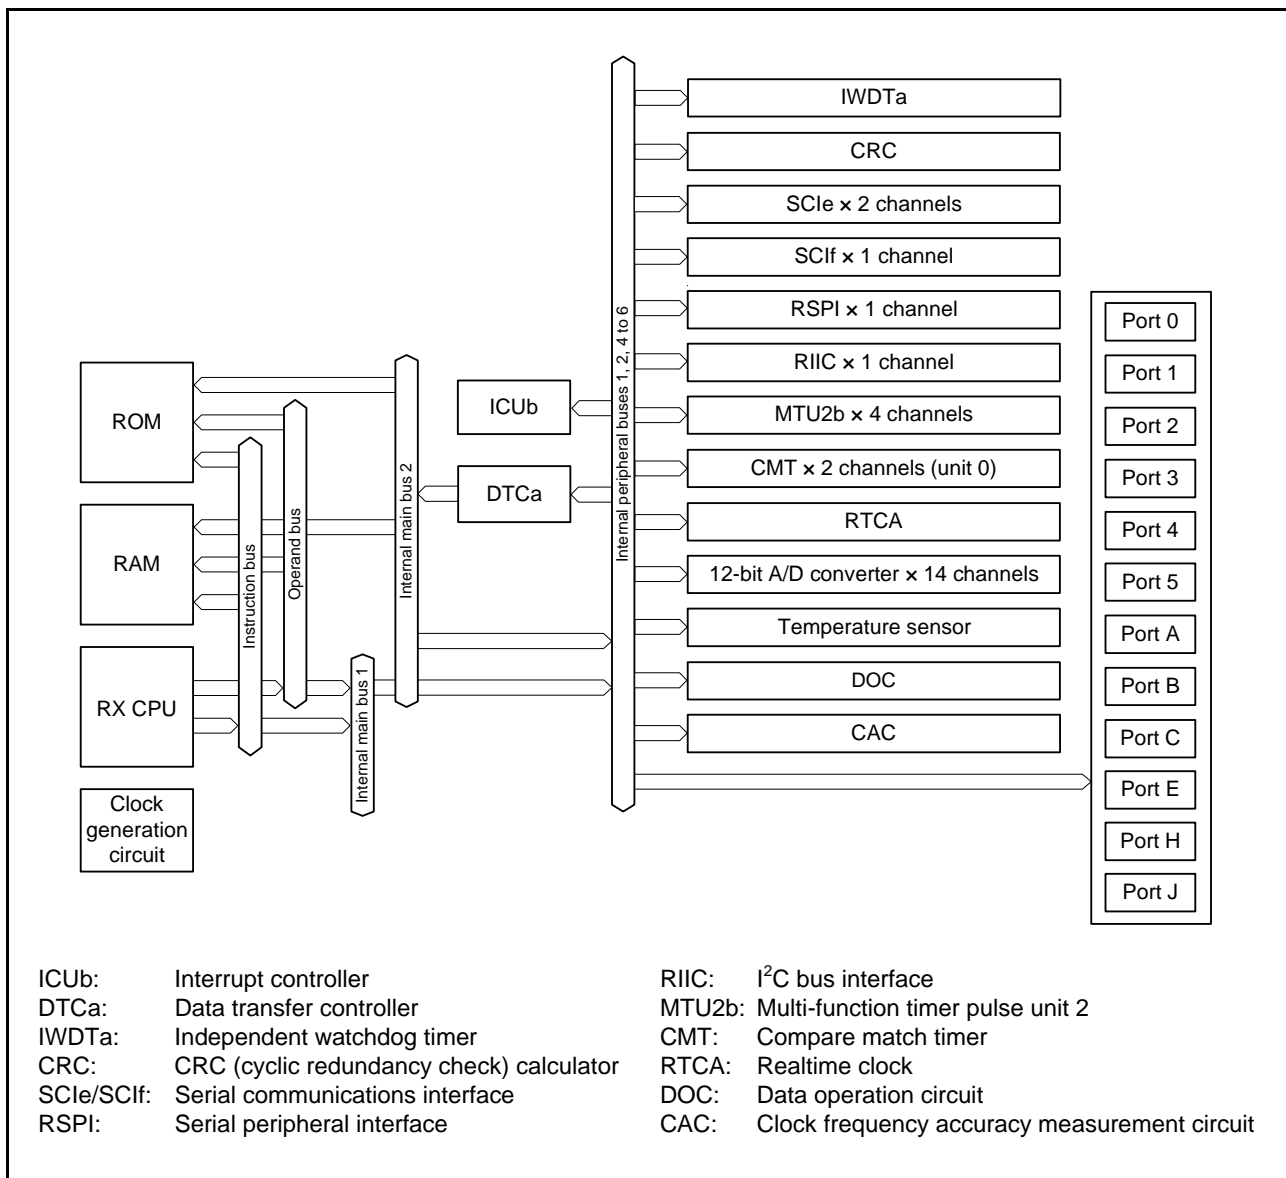 IWDTa
CRC
SCIe × 2 channels
SCIf × 1 channel
RSPI × 1 channel
RIIC × 1 channel
MTU2b × 4 channels
CMT × 2 channels (unit 0)
RTCA
12-bit A/D converter × 14 channels
Temperature sensor
DOC
CAC
ROM
RAM
RX CPU
Clock
generation
circuit
Instruction bus
Operand bus
Internal main bus 1
Internal main bus 2
ICUb
DTCa
Internal peripheral buses 1, 2, 4 to 6
Port 0
Port 1
Port 2
Port 3
Port 4
Port 5
Port A
Port B
Port C
Port E
Port H
Port J
ICUb: Interrupt controller
DTCa: Data transfer controller
IWDTa: Independent watchdog timer
CRC: CRC (cyclic redundancy check) calculator
SCIe/SCIf: Serial communications interface
RSPI: Serial peripheral interface
RIIC: I²C bus interface
MTU2b: Multi-function timer pulse unit 2
CMT: Compare match timer
RTCA: Realtime clock
DOC: Data operation circuit
CAC: Clock frequency accuracy measurement circuit